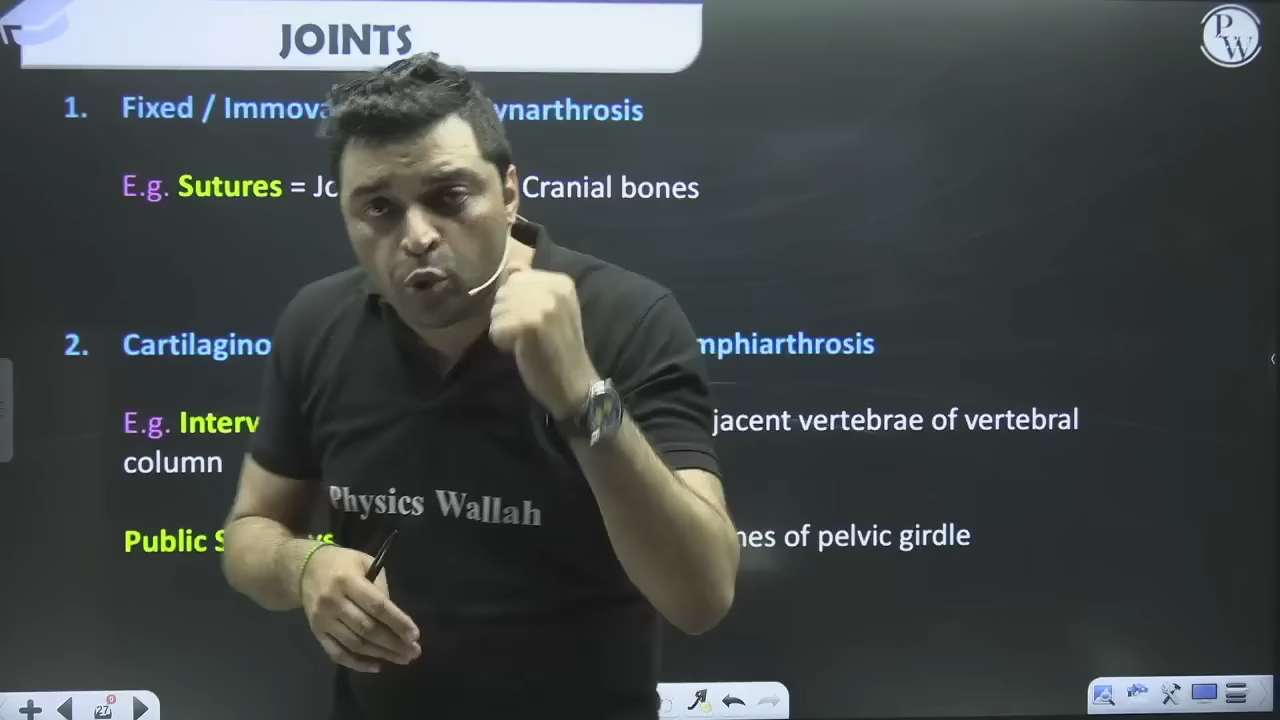 JOINTS
P
W
1. Fixed / Immova ynarthrosis
E.g. Sutures = Jo Cranial bones
2. Cartilagino mphiarthrosis
E.g. Interv jacent vertebrae of vertebral
column
Physics Wallah
Public S ys nes of pelvic girdle
27